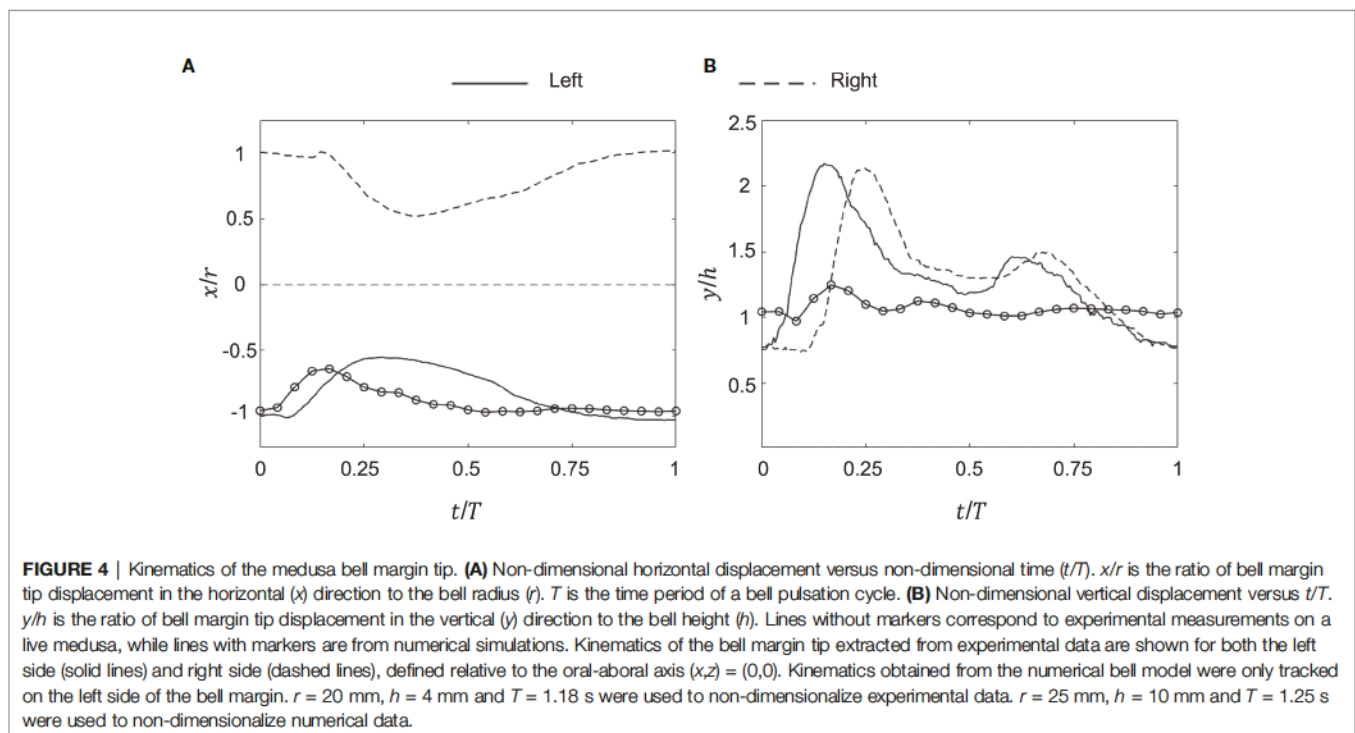 A
B
Left
Right
1
0.5
0
-0.5
-1
x/r
0
0.25
0.5
0.75
1
t/T
2.5
2
1.5
1
0.5
y/h
0
0.25
0.5
0.75
1
t/T
FIGURE 4 | Kinematics of the medusa bell margin tip. (A) Non-dimensional horizontal displacement versus non-dimensional time (t/T). x/r is the ratio of bell margin
tip displacement in the horizontal (x) direction to the bell radius (r). T is the time period of a bell pulsation cycle. (B) Non-dimensional vertical displacement versus t/T.
y/h is the ratio of bell margin tip displacement in the vertical (y) direction to the bell height (h). Lines without markers correspond to experimental measurements on a
live medusa, while lines with markers are from numerical simulations. Kinematics of the bell margin tip extracted from experimental data are shown for both the left
side (solid lines) and right side (dashed lines), defined relative to the oral-aboral axis (x,z) = (0,0). Kinematics obtained from the numerical bell model were only tracked
on the left side of the bell margin. r = 20 mm, h = 4 mm and T = 1.18 s were used to non-dimensionalize experimental data. r = 25 mm, h = 10 mm and T = 1.25 s
were used to non-dimensionalize numerical data.